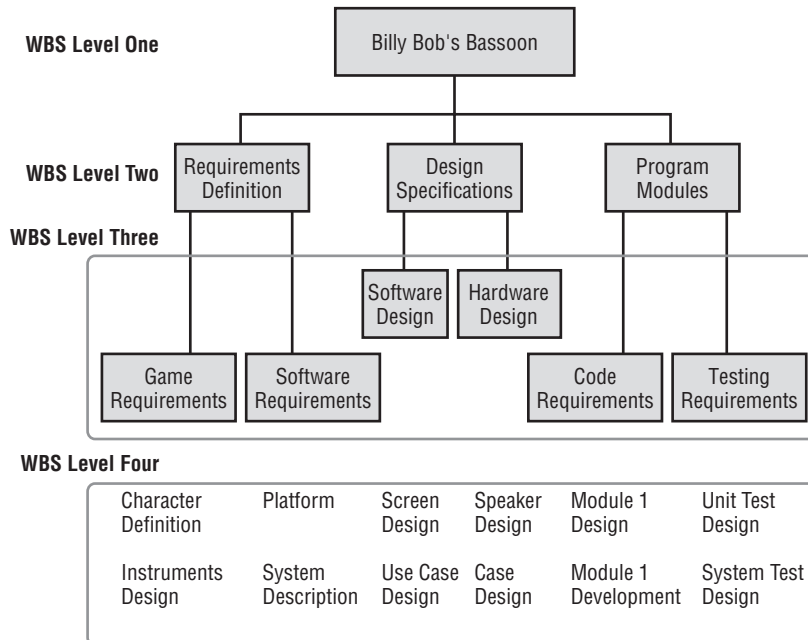 WBS Level One
Billy Bob's Bassoon
WBS Level Two
Requirements
Definition
Design
Specifications
Program
Modules
WBS Level Three
Software
Design
Hardware
Design
Game
Requirements
Software
Requirements
Code
Requirements
Testing
Requirements
WBS Level Four
Character
Definition
Platform
Screen
Design
Speaker
Design
Module 1
Design
Unit Test
Design
Instruments
Design
System
Description
Use Case
Design
Case
Design
Module 1
Development
System Test
Design